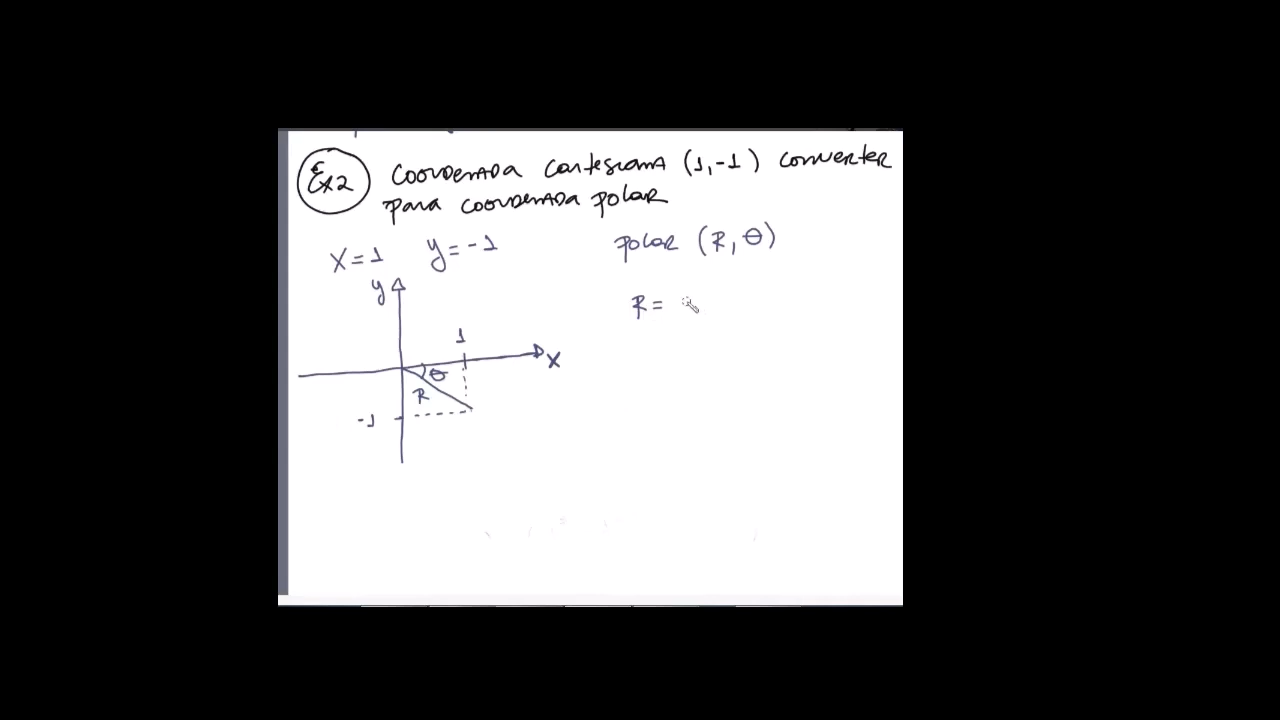 Ex2 Coordenada cartesiana (1,-1) converter
para coordenada polar
x=1 y=-1
polar (R, θ)
R=
y
1
x
θ
R
-1